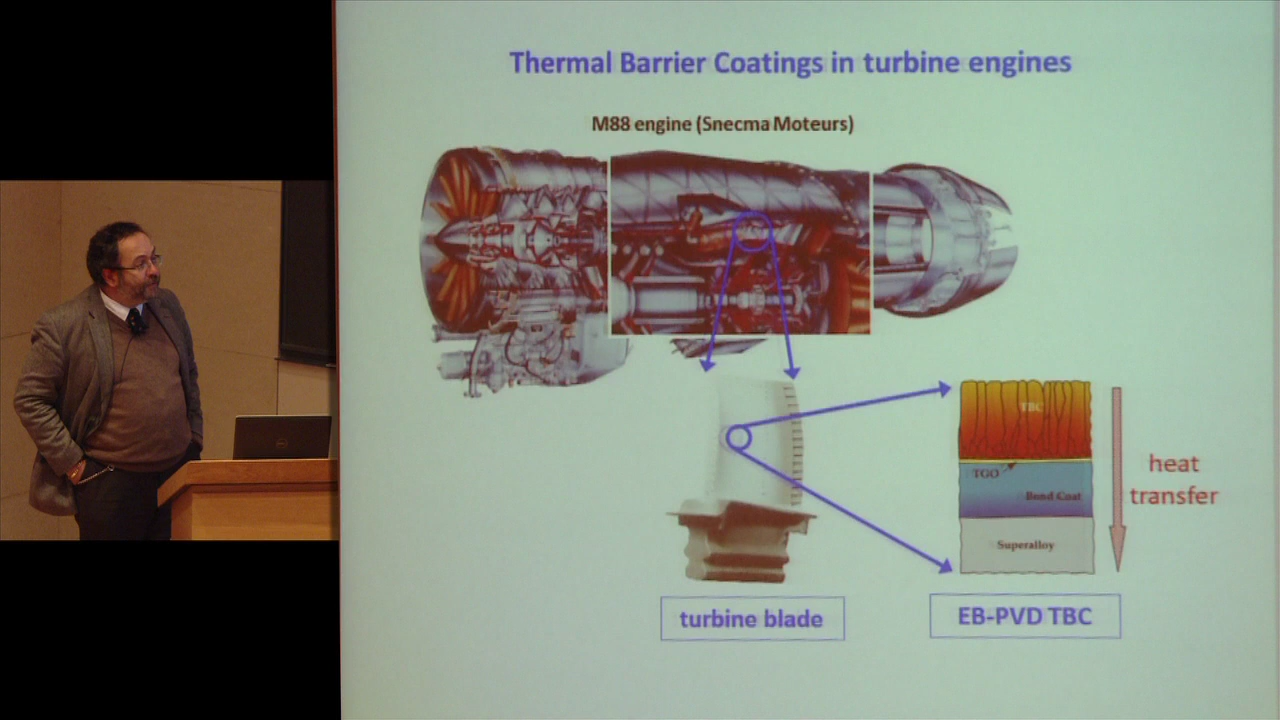 Thermal Barrier Coatings in turbine engines
M88 engine (Snecma Moteurs)
TBC
TGO
Bond Coat
Superalloy
heat
transfer
turbine blade
EB-PVD TBC